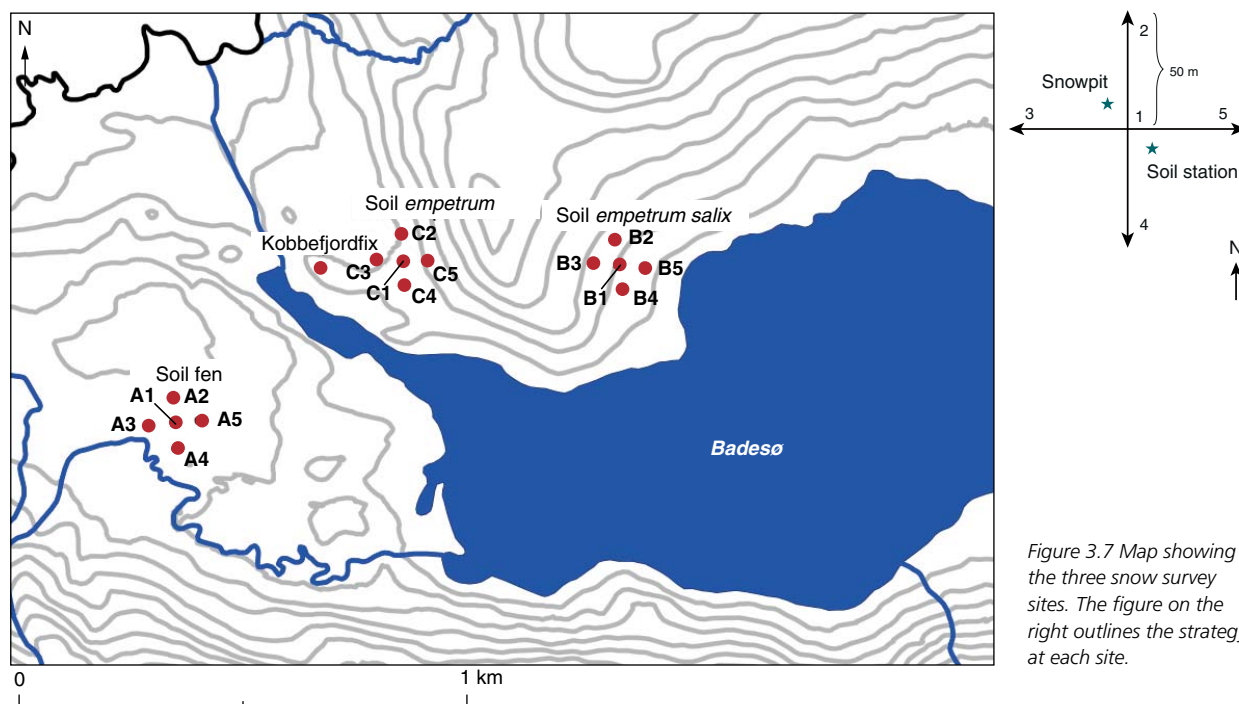 N
Soil empetrum
C2
Kobbefjordfix
C3
C5
C1
C4
Soil empetrum salix
B2
B3
B5
B1
B4
Soil fen
A1
A2
A3
A5
A4
Badesø
0
1 km
2
50 m
Snowpit
3
1
5
Soil station
4
N
Figure 3.7 Map showing
the three snow survey
sites. The figure on the
right outlines the strategy
at each site.